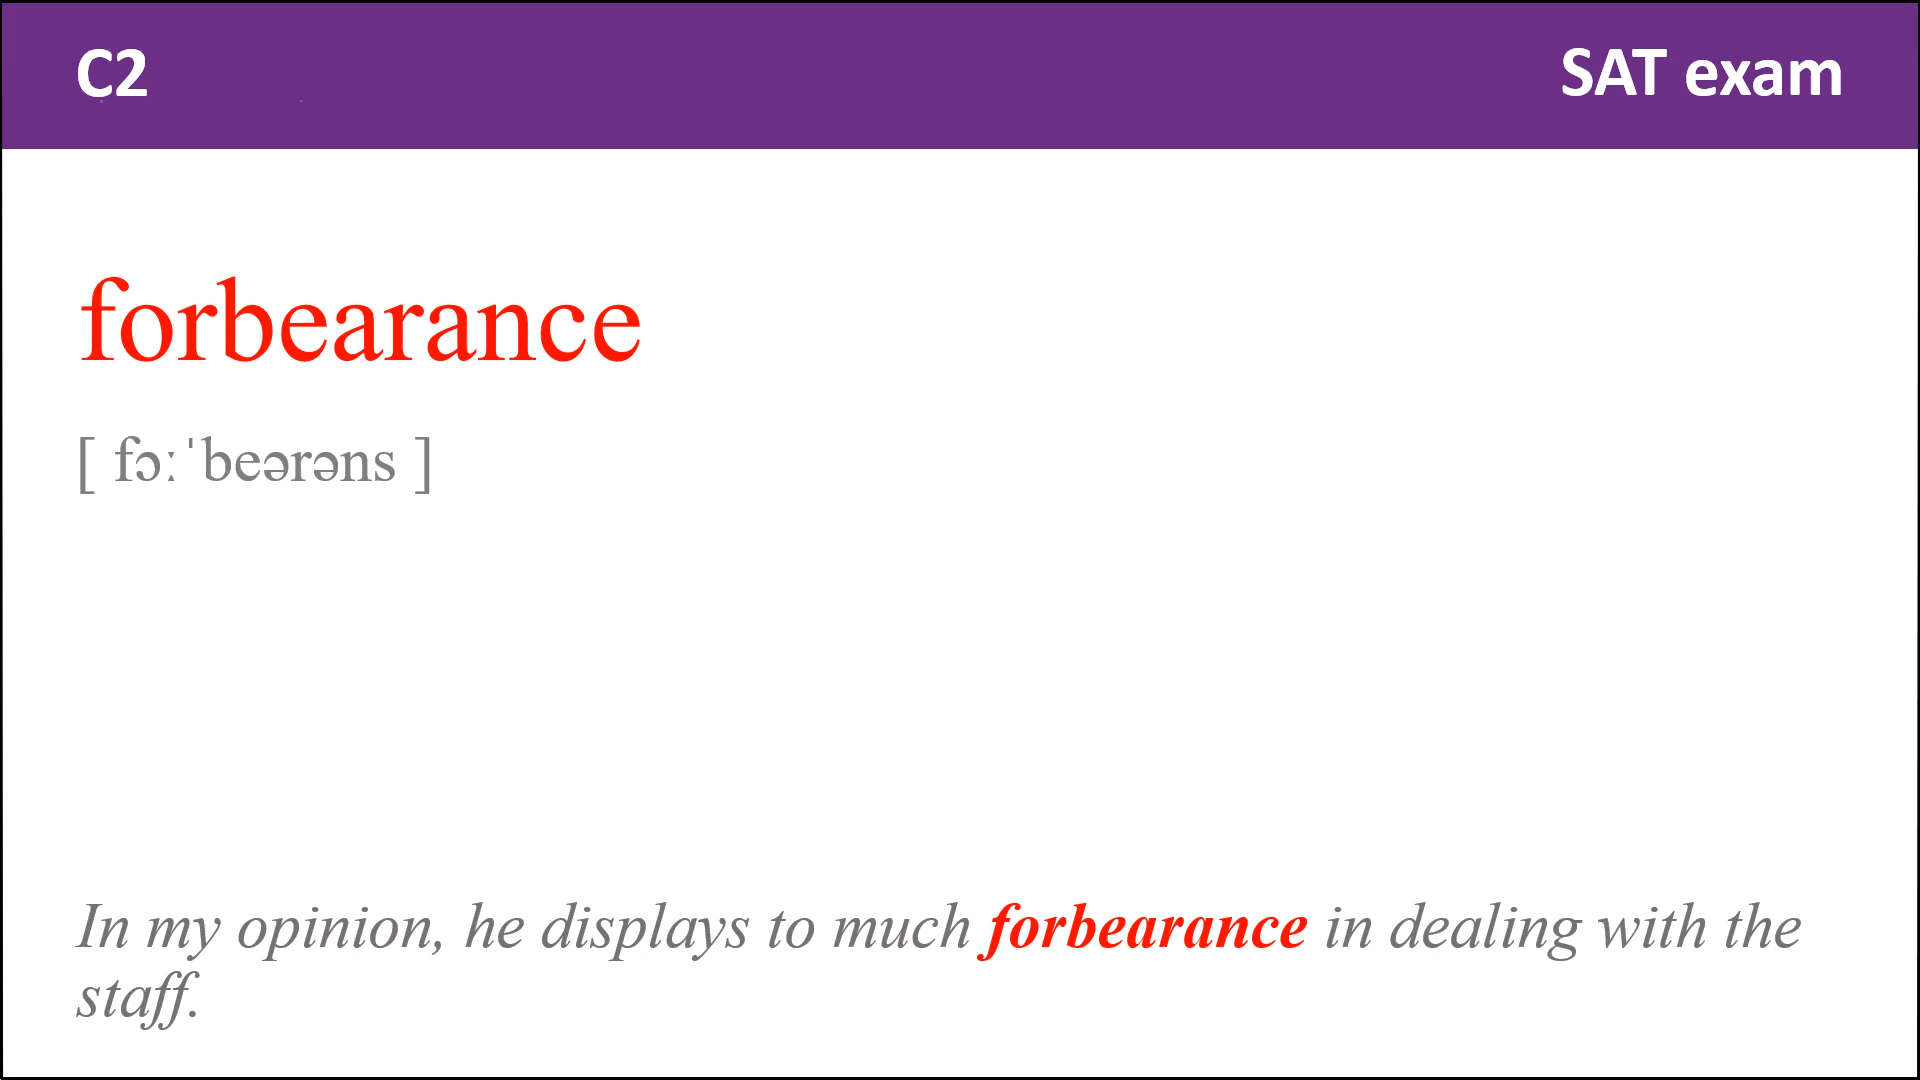 C2
SAT exam
forbearance
[ fɔːˈbeərəns ]
In my opinion, he displays to much forbearance in dealing with the
staff.